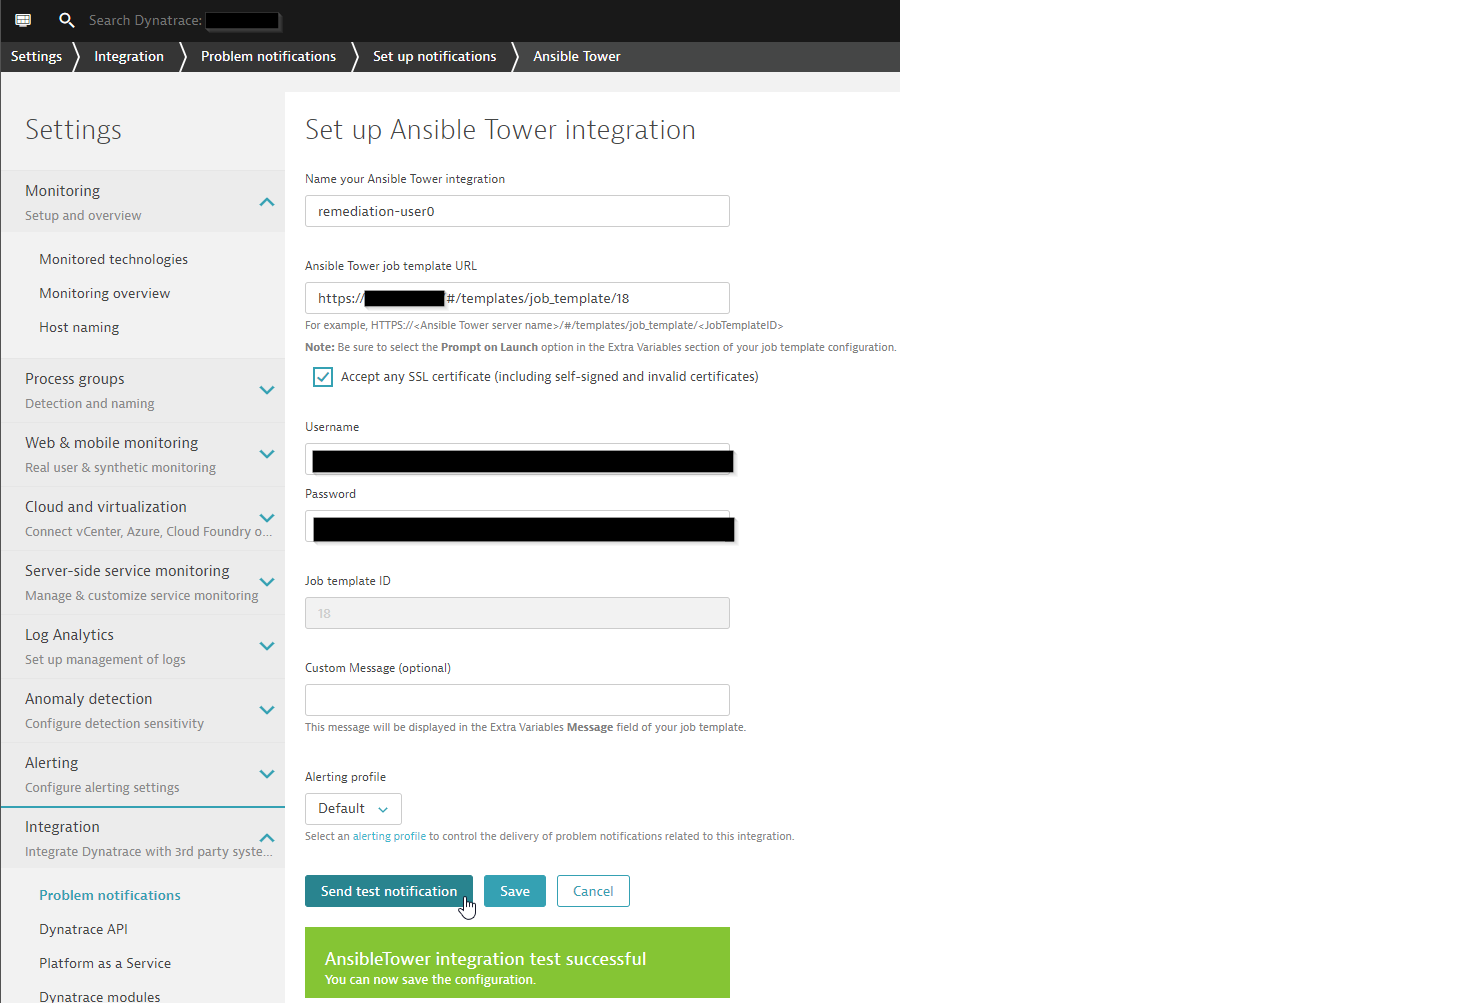 Search Dynatrace:
Settings
Integration
Problem notifications
Set up notifications
Ansible Tower
Settings
Monitoring
Setup and overview
Monitored technologies
Monitoring overview
Host naming
Process groups
Detection and naming
Web & mobile monitoring
Real user & synthetic monitoring
Cloud and virtualization
Connect vCenter, Azure, Cloud Foundry o...
Server-side service monitoring
Manage & customize service monitoring
Log Analytics
Set up management of logs
Anomaly detection
Configure detection sensitivity
Alerting
Configure alerting settings
Integration
Integrate Dynatrace with 3rd party syste...
Problem notifications
Dynatrace API
Platform as a Service
Dynatrace modules
Set up Ansible Tower integration
Name your Ansible Tower integration
remediation-user0
Ansible Tower job template URL
https:// /#/templates/job_template/18
For example, HTTPS://<Ansible Tower server name>/#/templates/job_template/<JobTemplateID>
Note: Be sure to select the Prompt on Launch option in the Extra Variables section of your job template configuration.
Accept any SSL certificate (including self-signed and invalid certificates)
Username
Password
Job template ID
18
Custom Message (optional)
This message will be displayed in the Extra Variables Message field of your job template.
Alerting profile
Default
Select an alerting profile to control the delivery of problem notifications related to this integration.
Send test notification
Save
Cancel
AnsibleTower integration test successful
You can now save the configuration.